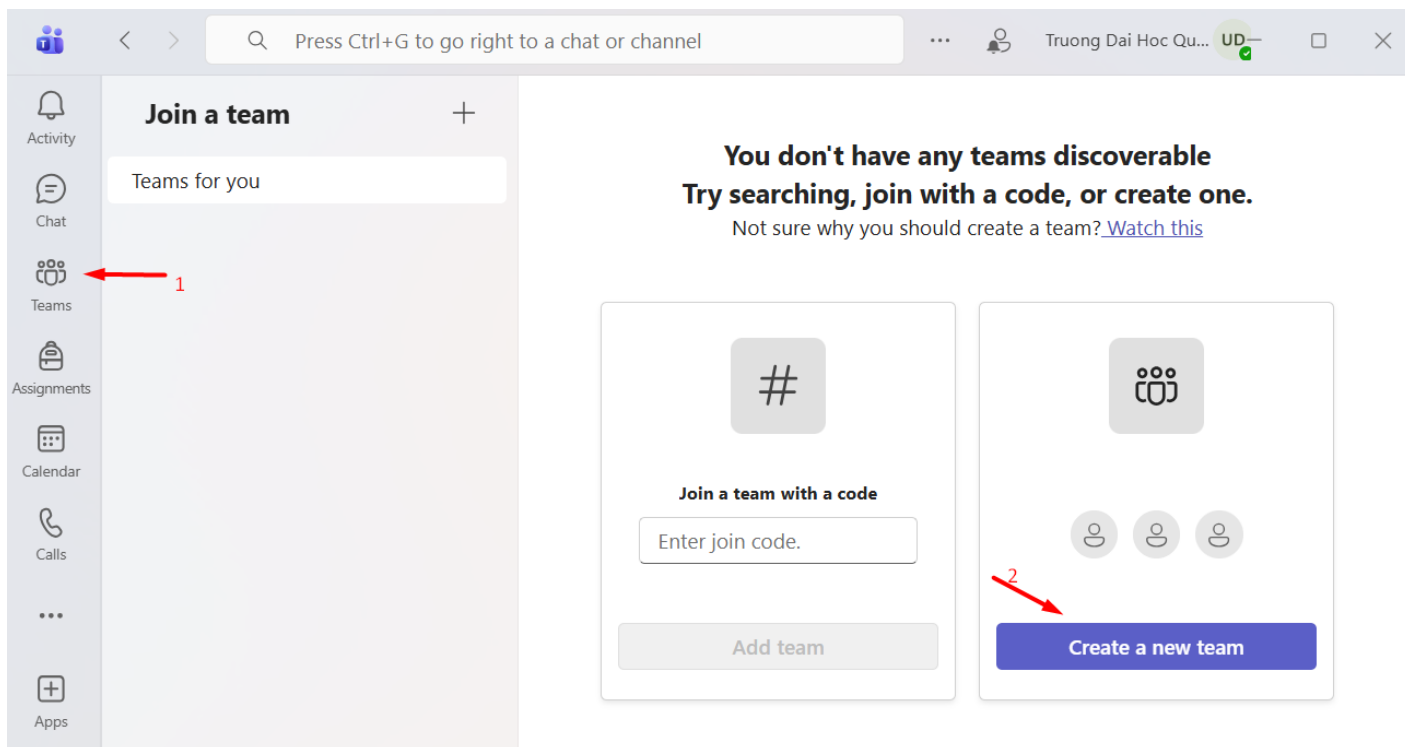 Press Ctrl+G to go right to a chat or channel
Truong Dai Hoc Qu...
UD
Activity
Chat
Teams
Assignments
Calendar
Calls
Apps
Join a team
Teams for you
1
You don't have any teams discoverable
Try searching, join with a code, or create one.
Not sure why you should create a team? Watch this
#
Join a team with a code
Enter join code.
Add team
2
Create a new team